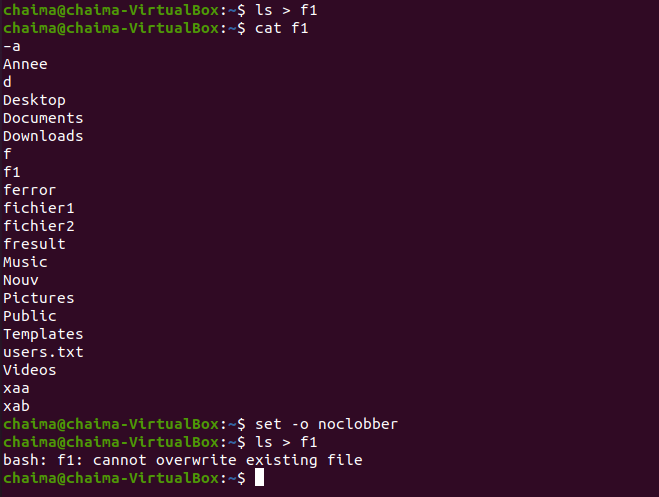 chaima@chaima-VirtualBox:~$ ls > f1
chaima@chaima-VirtualBox:~$ cat f1
-a
Annee
d
Desktop
Documents
Downloads
f
f1
ferror
fichier1
fichier2
fresult
Music
Nouv
Pictures
Public
Templates
users.txt
Videos
xaa
xab
chaima@chaima-VirtualBox:~$ set -o noclobber
chaima@chaima-VirtualBox:~$ ls > f1
bash: f1: cannot overwrite existing file
chaima@chaima-VirtualBox:~$